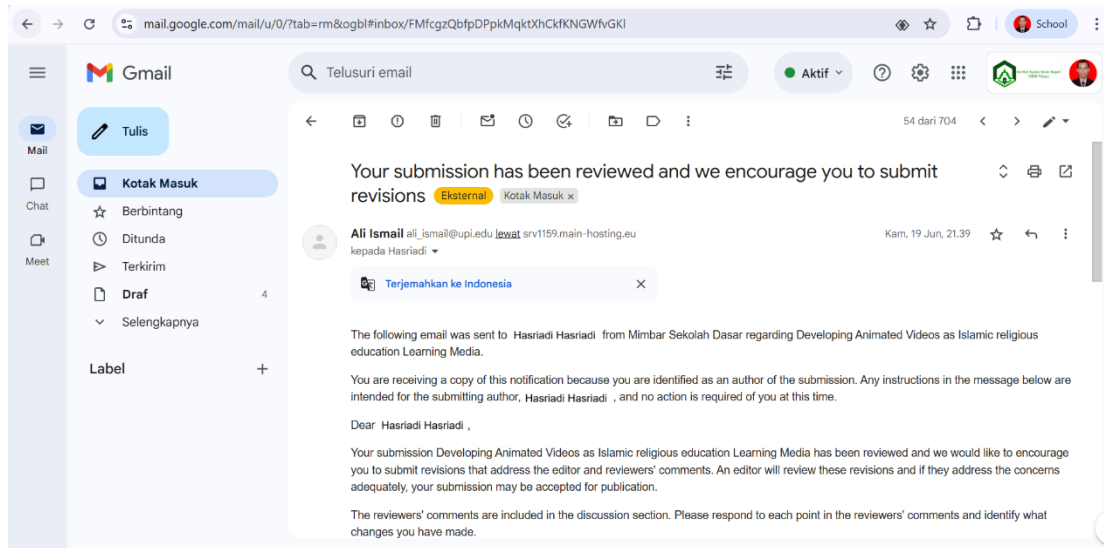 mail.google.com/mail/u/0/?tab=rm&ogbl#inbox/FMfcgzQbfpDPpkMqktXhCkfKNGWfvGKl
School
Gmail
Telusuri email
Aktif
Mail
Chat
Meet
Tulis
Kotak Masuk
Berbintang
Ditunda
Terkirim
Draf 4
Selengkapnya
Label
54 dari 704
Your submission has been reviewed and we encourage you to submit
revisions Eksternal Kotak Masuk x
Ali Ismail ali_ismail@upi.edu lewat srv1159.main-hosting.eu Kam, 19 Jun, 21.39
kepada Hasriadi
Terjemahkan ke Indonesia
The following email was sent to Hasriadi Hasriadi from Mimbar Sekolah Dasar regarding Developing Animated Videos as Islamic religious
education Learning Media.
You are receiving a copy of this notification because you are identified as an author of the submission. Any instructions in the message below are
intended for the submitting author, Hasriadi Hasriadi , and no action is required of you at this time.
Dear Hasriadi Hasriadi ,
Your submission Developing Animated Videos as Islamic religious education Learning Media has been reviewed and we would like to encourage
you to submit revisions that address the editor and reviewers' comments. An editor will review these revisions and if they address the concerns
adequately, your submission may be accepted for publication.
The reviewers' comments are included in the discussion section. Please respond to each point in the reviewers' comments and identify what
changes you have made.